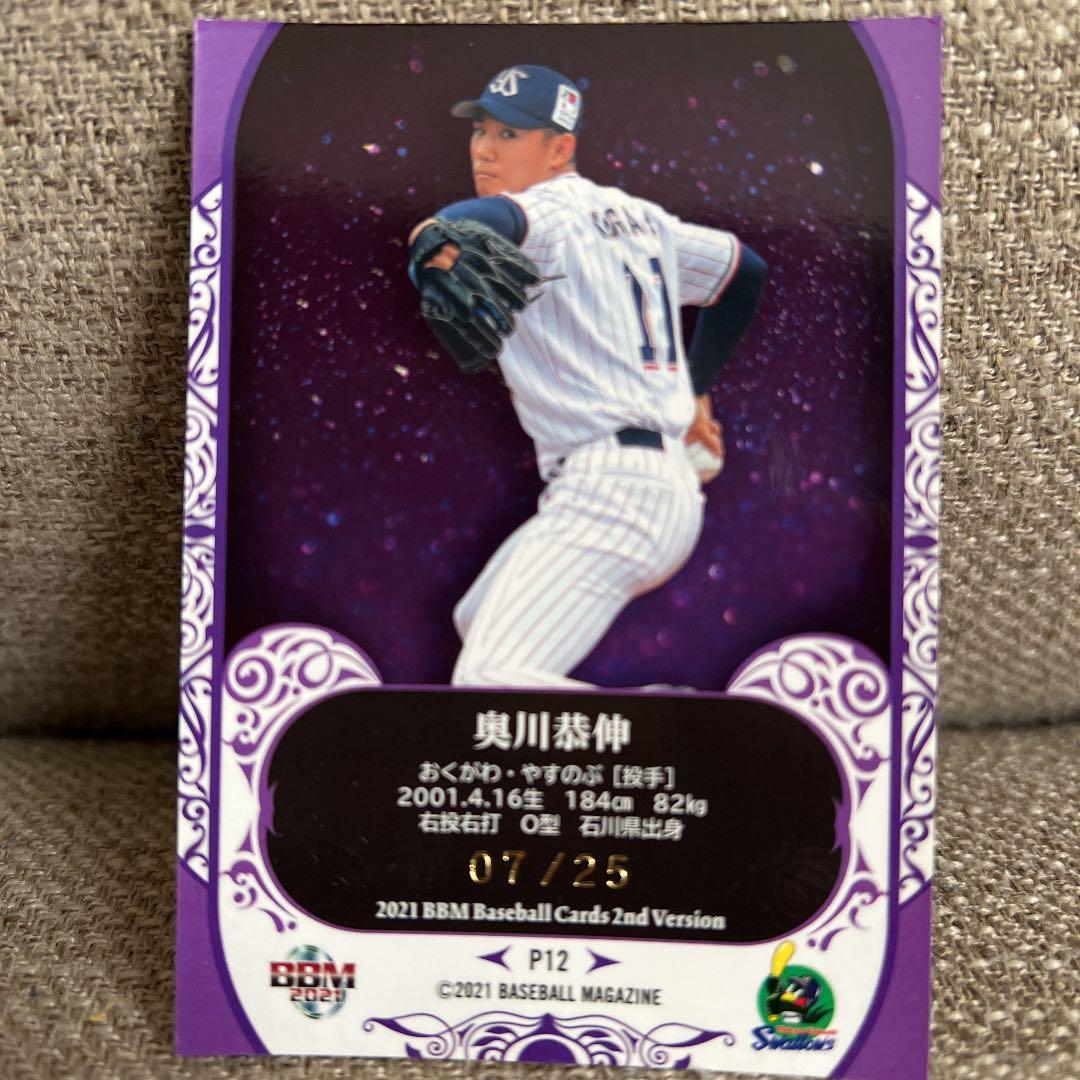 YS
11
奥川恭伸
おくがわ・やすのぶ [投手]
2001.4.16生 184㎝ 82㎏
右投右打 O型 石川県出身
07/25
2021 BBM Baseball Cards 2nd Version
P12
©2021 BASEBALL MAGAZINE
BBM
2021
Swallows